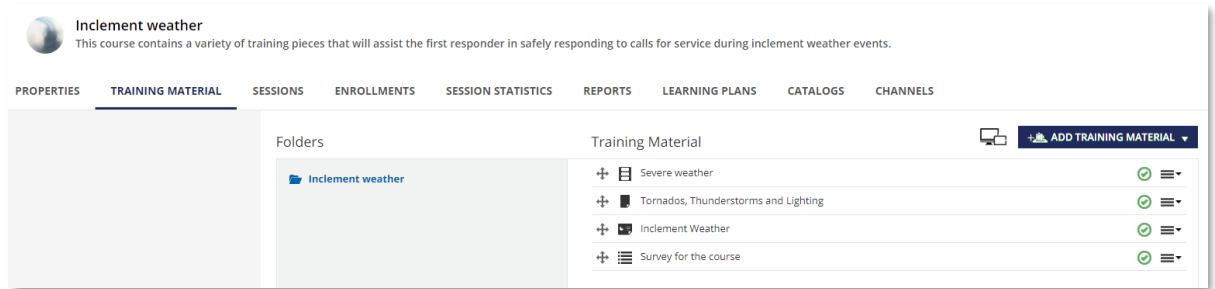 Inclement weather
This course contains a variety of training pieces that will assist the first responder in safely responding to calls for service during inclement weather events.
PROPERTIES TRAINING MATERIAL SESSIONS ENROLLMENTS SESSION STATISTICS REPORTS LEARNING PLANS CATALOGS CHANNELS
Folders
Training Material
ADD TRAINING MATERIAL
Inclement weather
Severe weather
Tornados, Thunderstorms and Lighting
Inclement Weather
Survey for the course